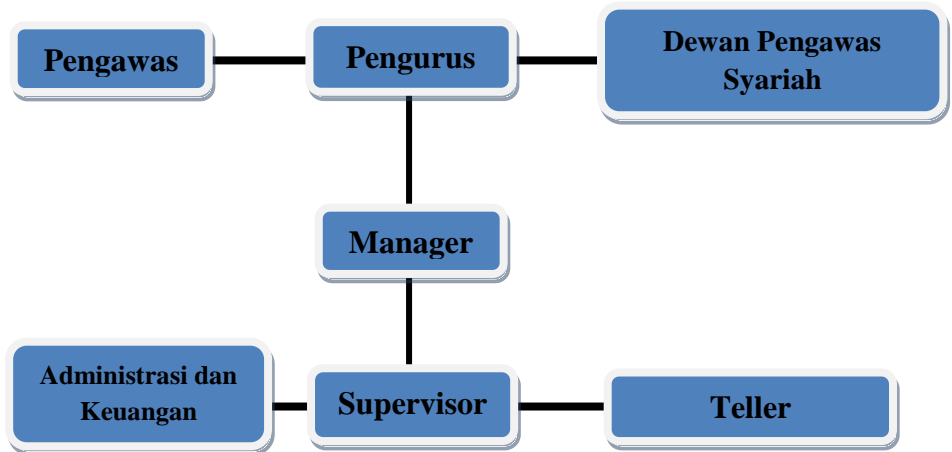 Pengawas
Pengurus
Dewan Pengawas
Syariah
Manager
Administrasi dan
Keuangan
Supervisor
Teller